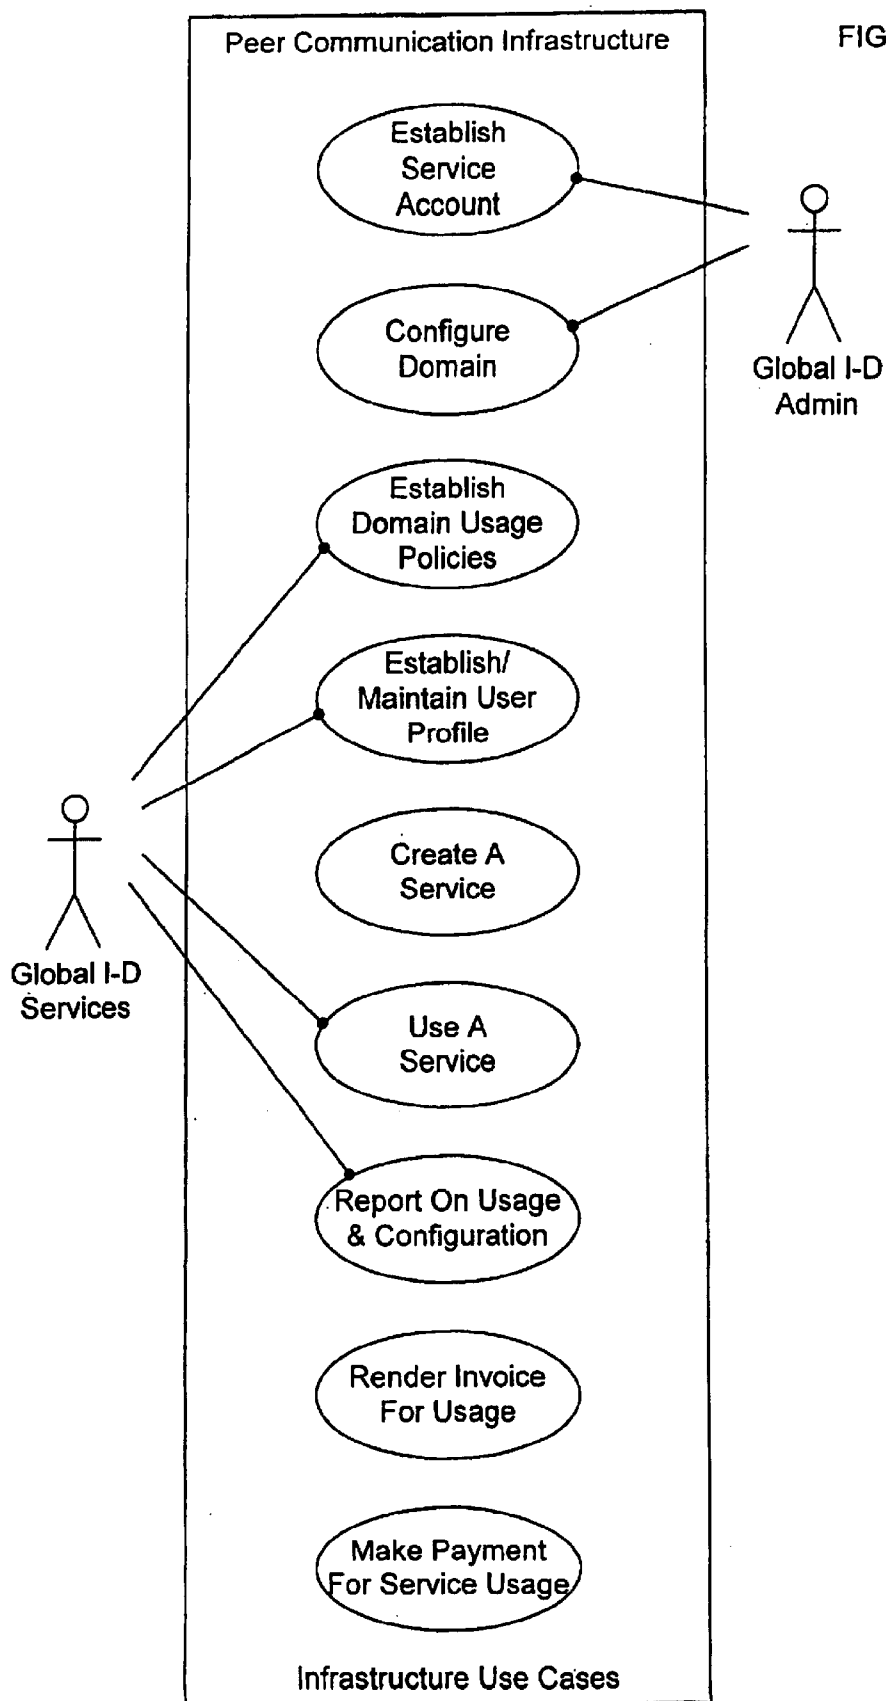 Peer Communication Infrastructure
FIG
Establish
Service
Account
Configure
Domain
Global I-D
Admin
Establish
Domain Usage
Policies
Establish/
Maintain User
Profile
Create A
Service
Global I-D
Services
Use A
Service
Report On Usage
& Configuration
Render Invoice
For Usage
Make Payment
For Service Usage
Infrastructure Use Cases